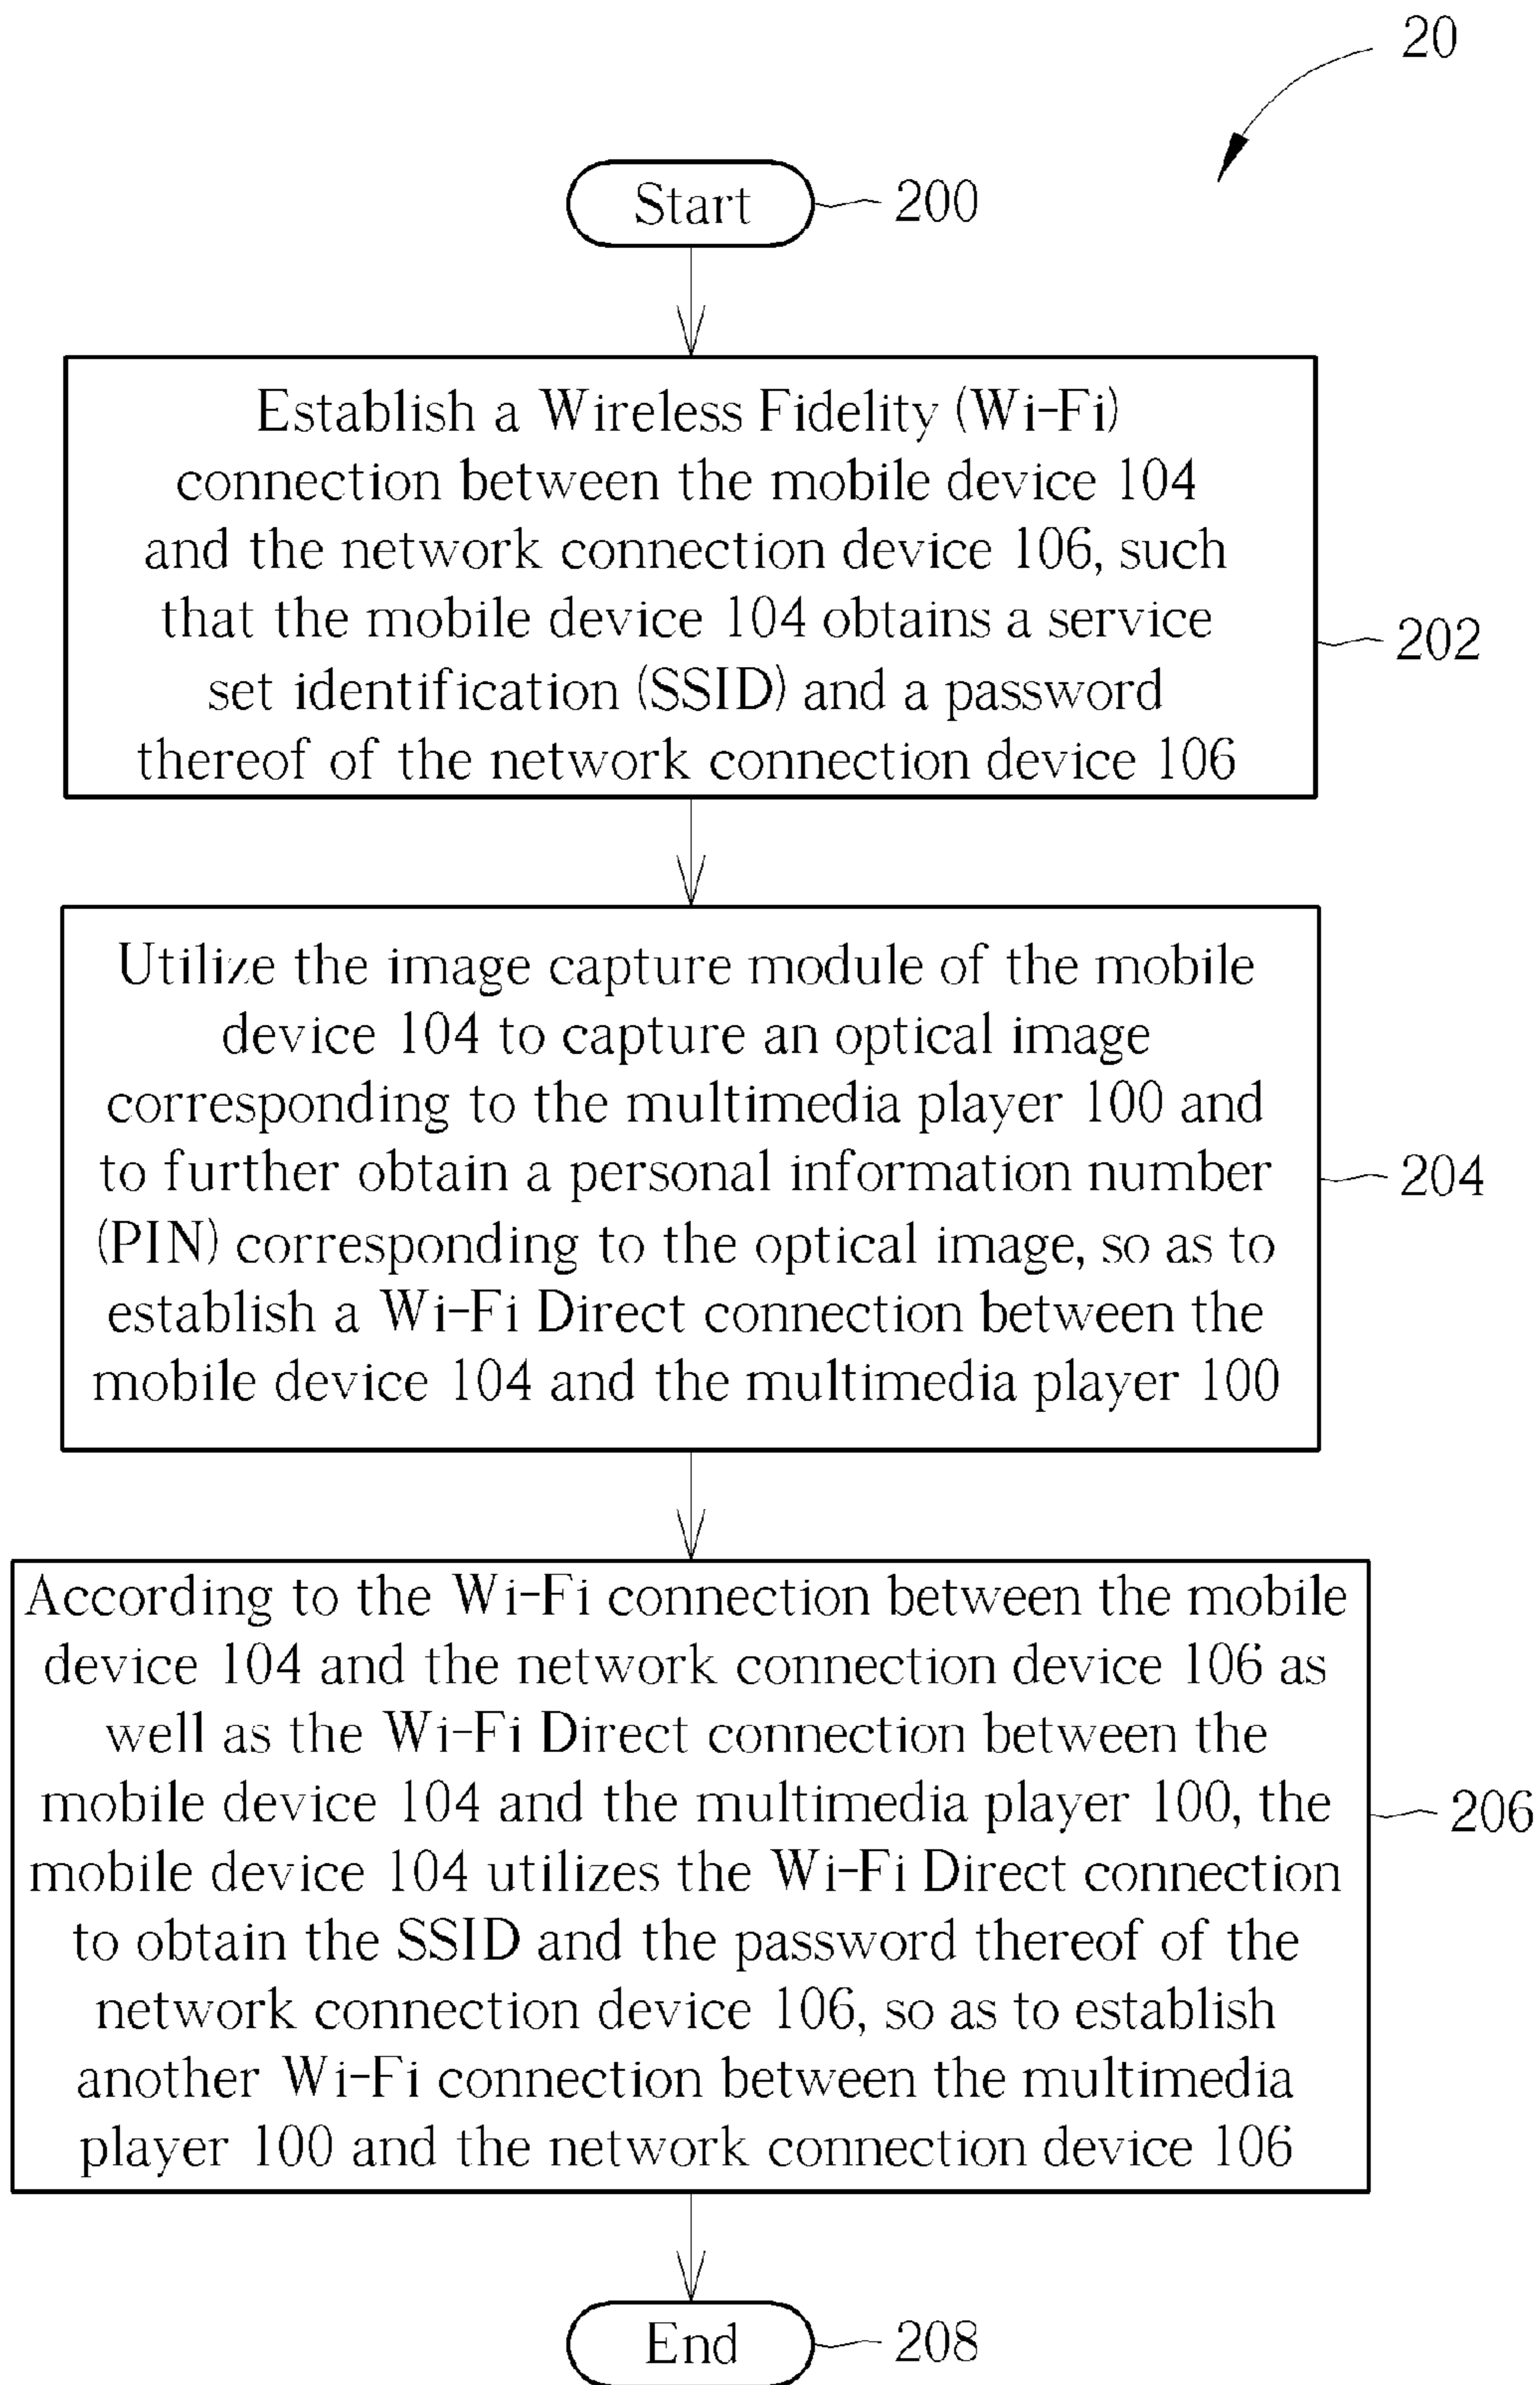 20
Start
200
Establish a Wireless Fidelity (Wi-Fi)
connection between the mobile device 104
and the network connection device 106, such
that the mobile device 104 obtains a service
set identification (SSID) and a password
thereof of the network connection device 106
202
Utilize the image capture module of the mobile
device 104 to capture an optical image
corresponding to the multimedia player 100 and
to further obtain a personal information number
(PIN) corresponding to the optical image, so as to
establish a Wi-Fi Direct connection between the
mobile device 104 and the multimedia player 100
204
According to the Wi-Fi connection between the mobile
device 104 and the network connection device 106 as
well as the Wi-Fi Direct connection between the
mobile device 104 and the multimedia player 100, the
mobile device 104 utilizes the Wi-Fi Direct connection
to obtain the SSID and the password thereof of the
network connection device 106, so as to establish
another Wi-Fi connection between the multimedia
player 100 and the network connection device 106
206
End
208